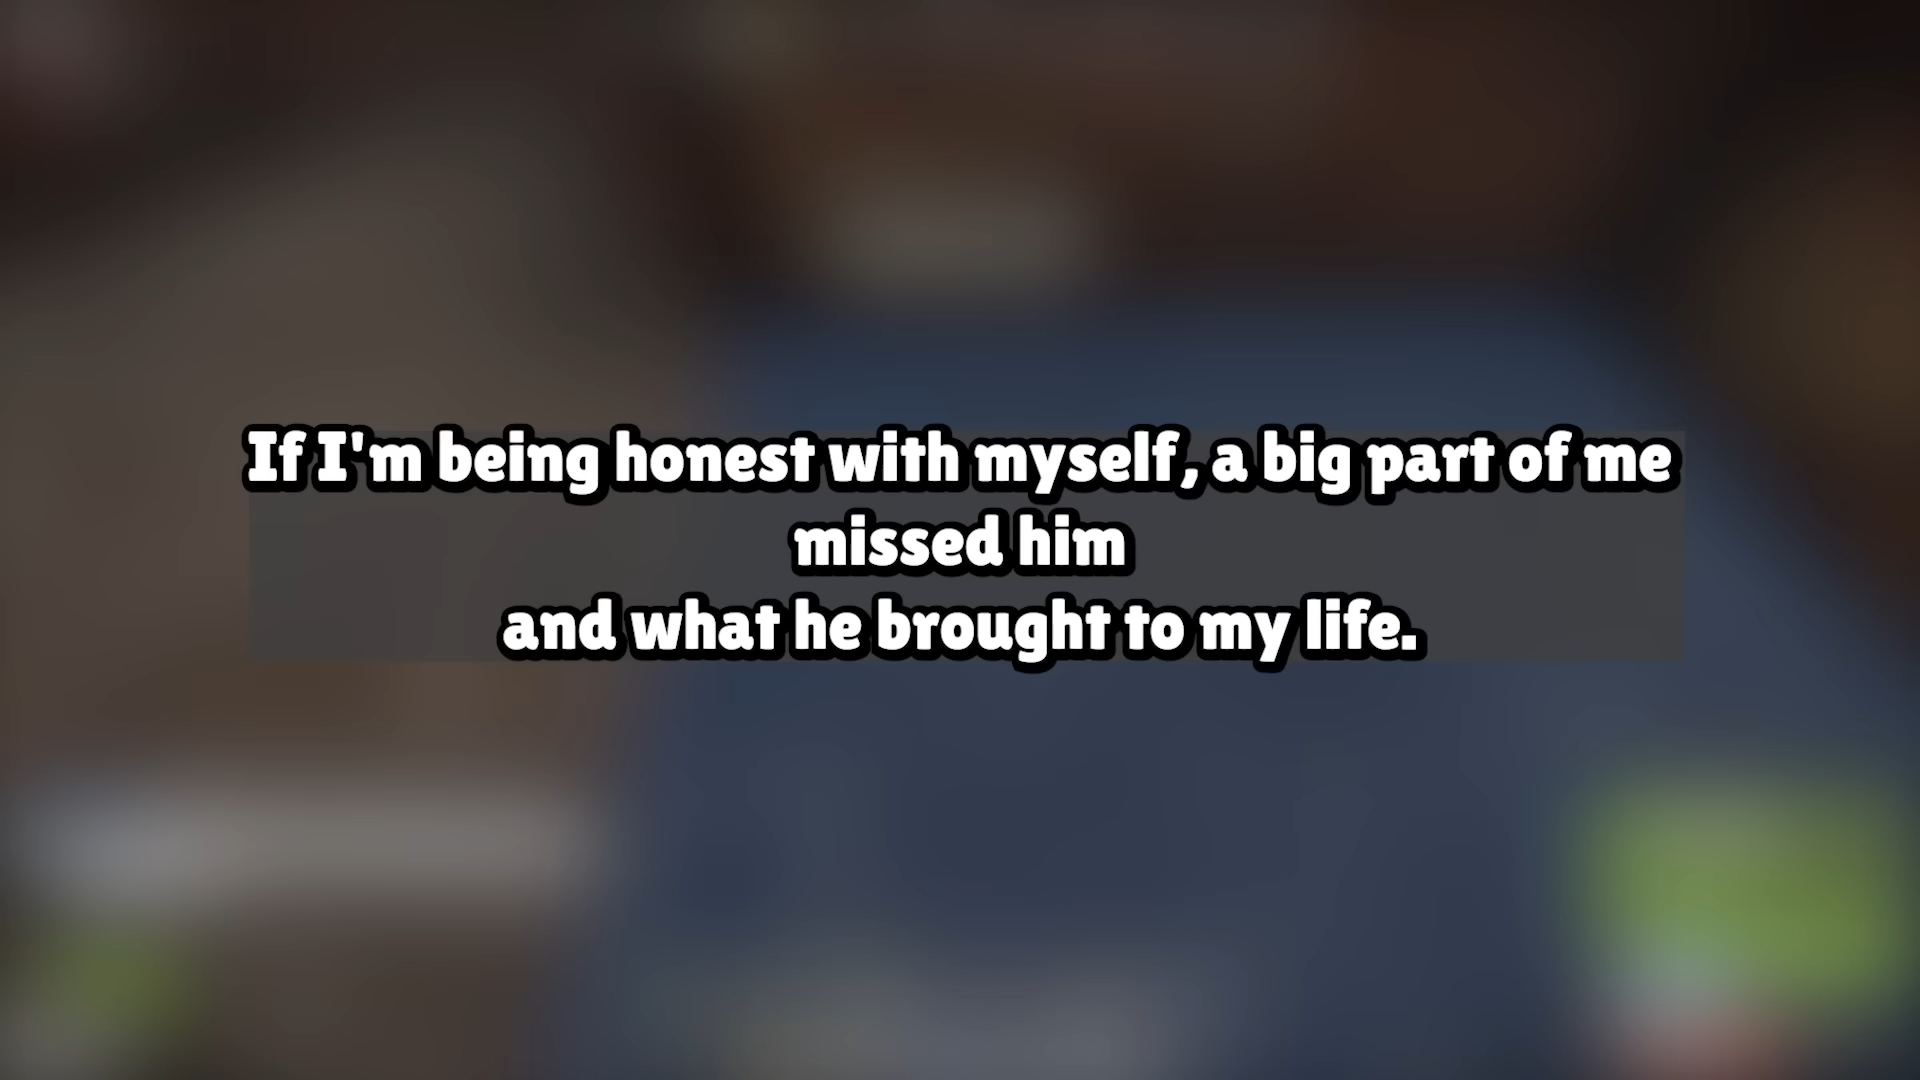 If I'm being honest with myself, a big part of me
missed him
and what he brought to my life.